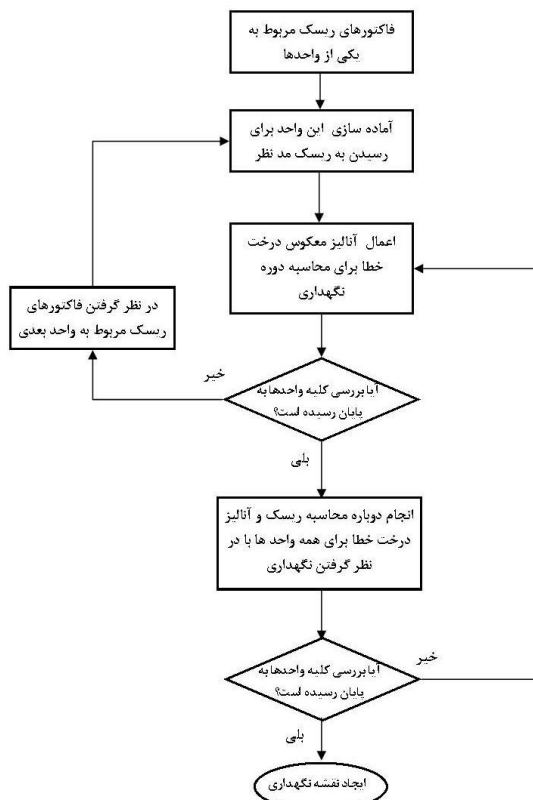 فاکتورهای ریسک مربوط به
یکی از واحدها
آماده سازی این واحد برای
رسیدن به ریسک مد نظر
اعمال آنالیز معکوس درخت
خطا برای محاسبه دوره
نگهداری
در نظر گرفتن فاکتورهای
ریسک مربوط به واحد بعدی
خیر
آیا بررسی کلیه واحدها به
پایان رسیده است؟
بلی
انجام دوباره محاسبه ریسک و آنالیز
درخت خطا برای همه واحد ها با در
نظر گرفتن نگهداری
آیا بررسی کلیه واحدها به
پایان رسیده است؟
خیر
بلی
ایجاد نقشه نگهداری